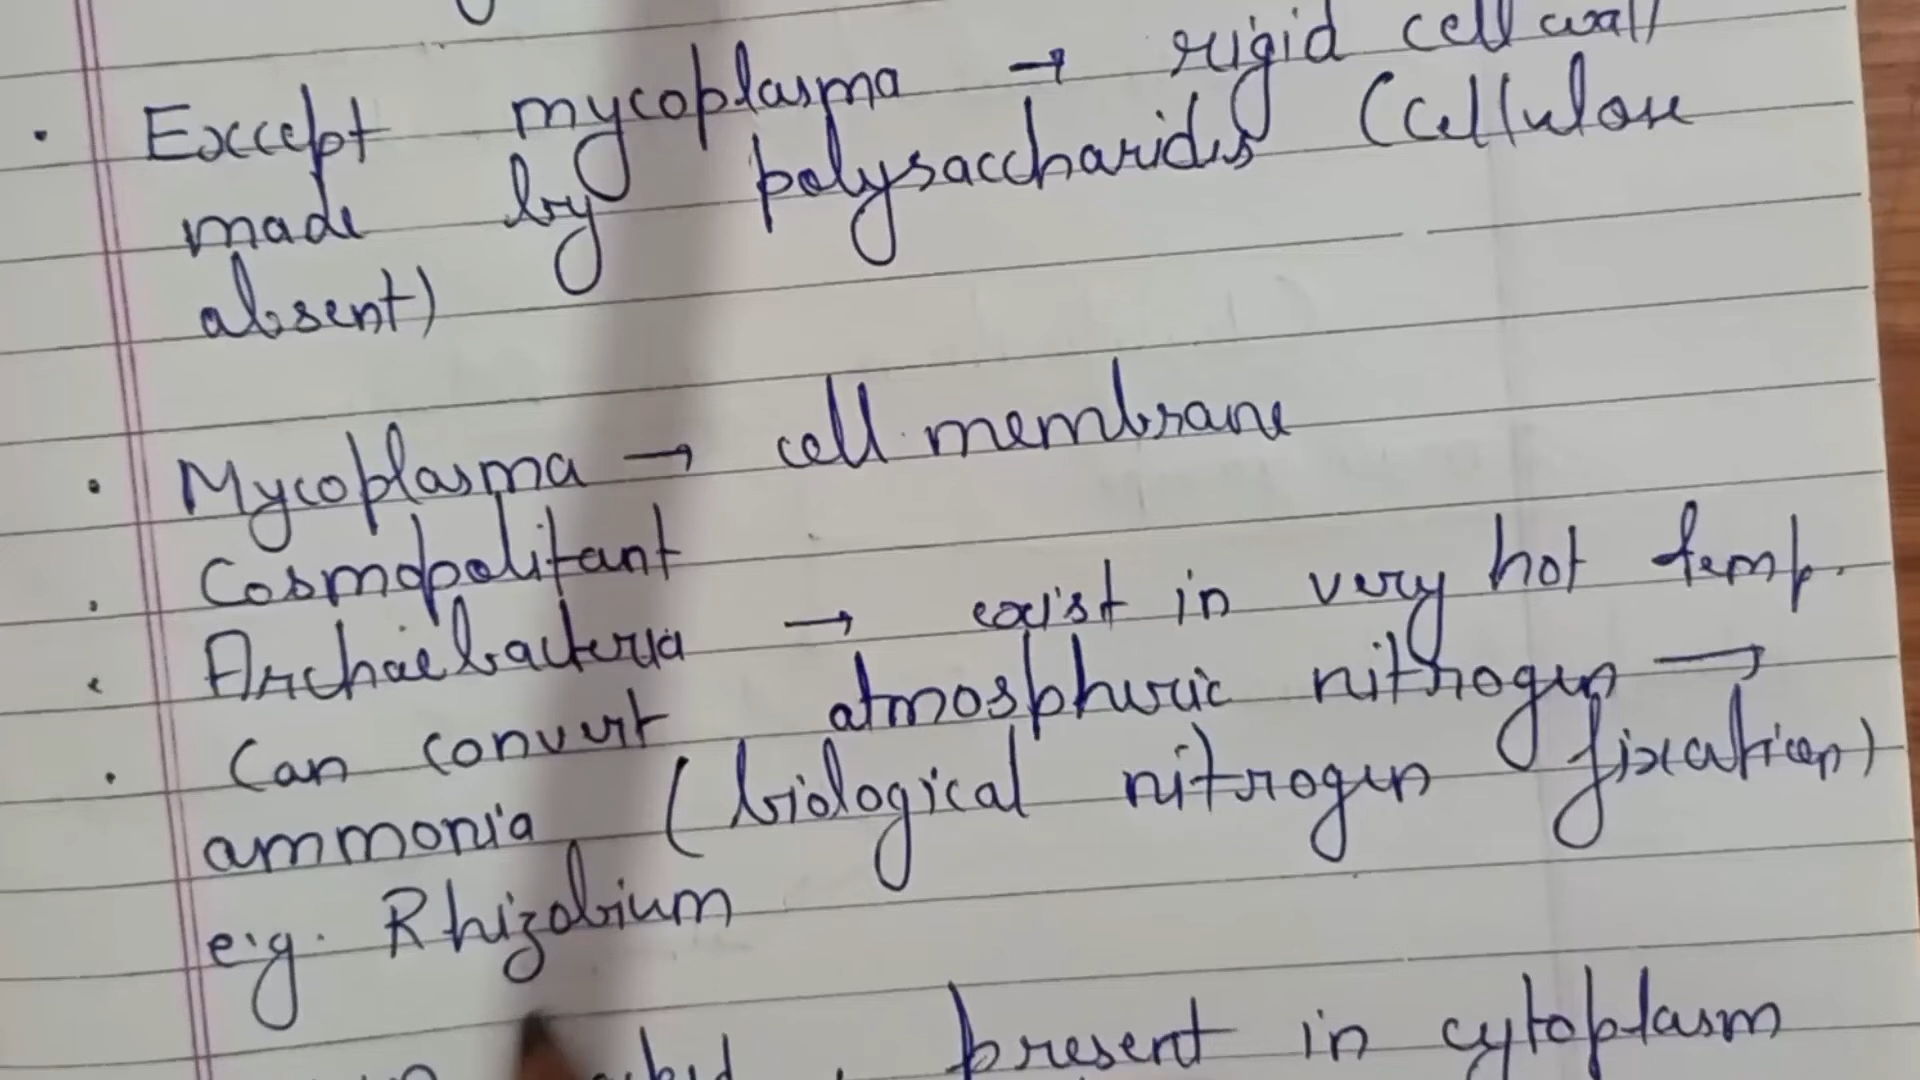 . Except mycoplasma → rigid cell wall
made by polysaccharides (cellulose
absent)
. Mycoplasma → cell membrane
. Cosmopolitant
. Archaebacteria → exist in very hot temp.
. Can convert atmospheric nitrogen →
ammonia (biological nitrogen fixation)
e.g. Rhizobium
present in cytoplasm